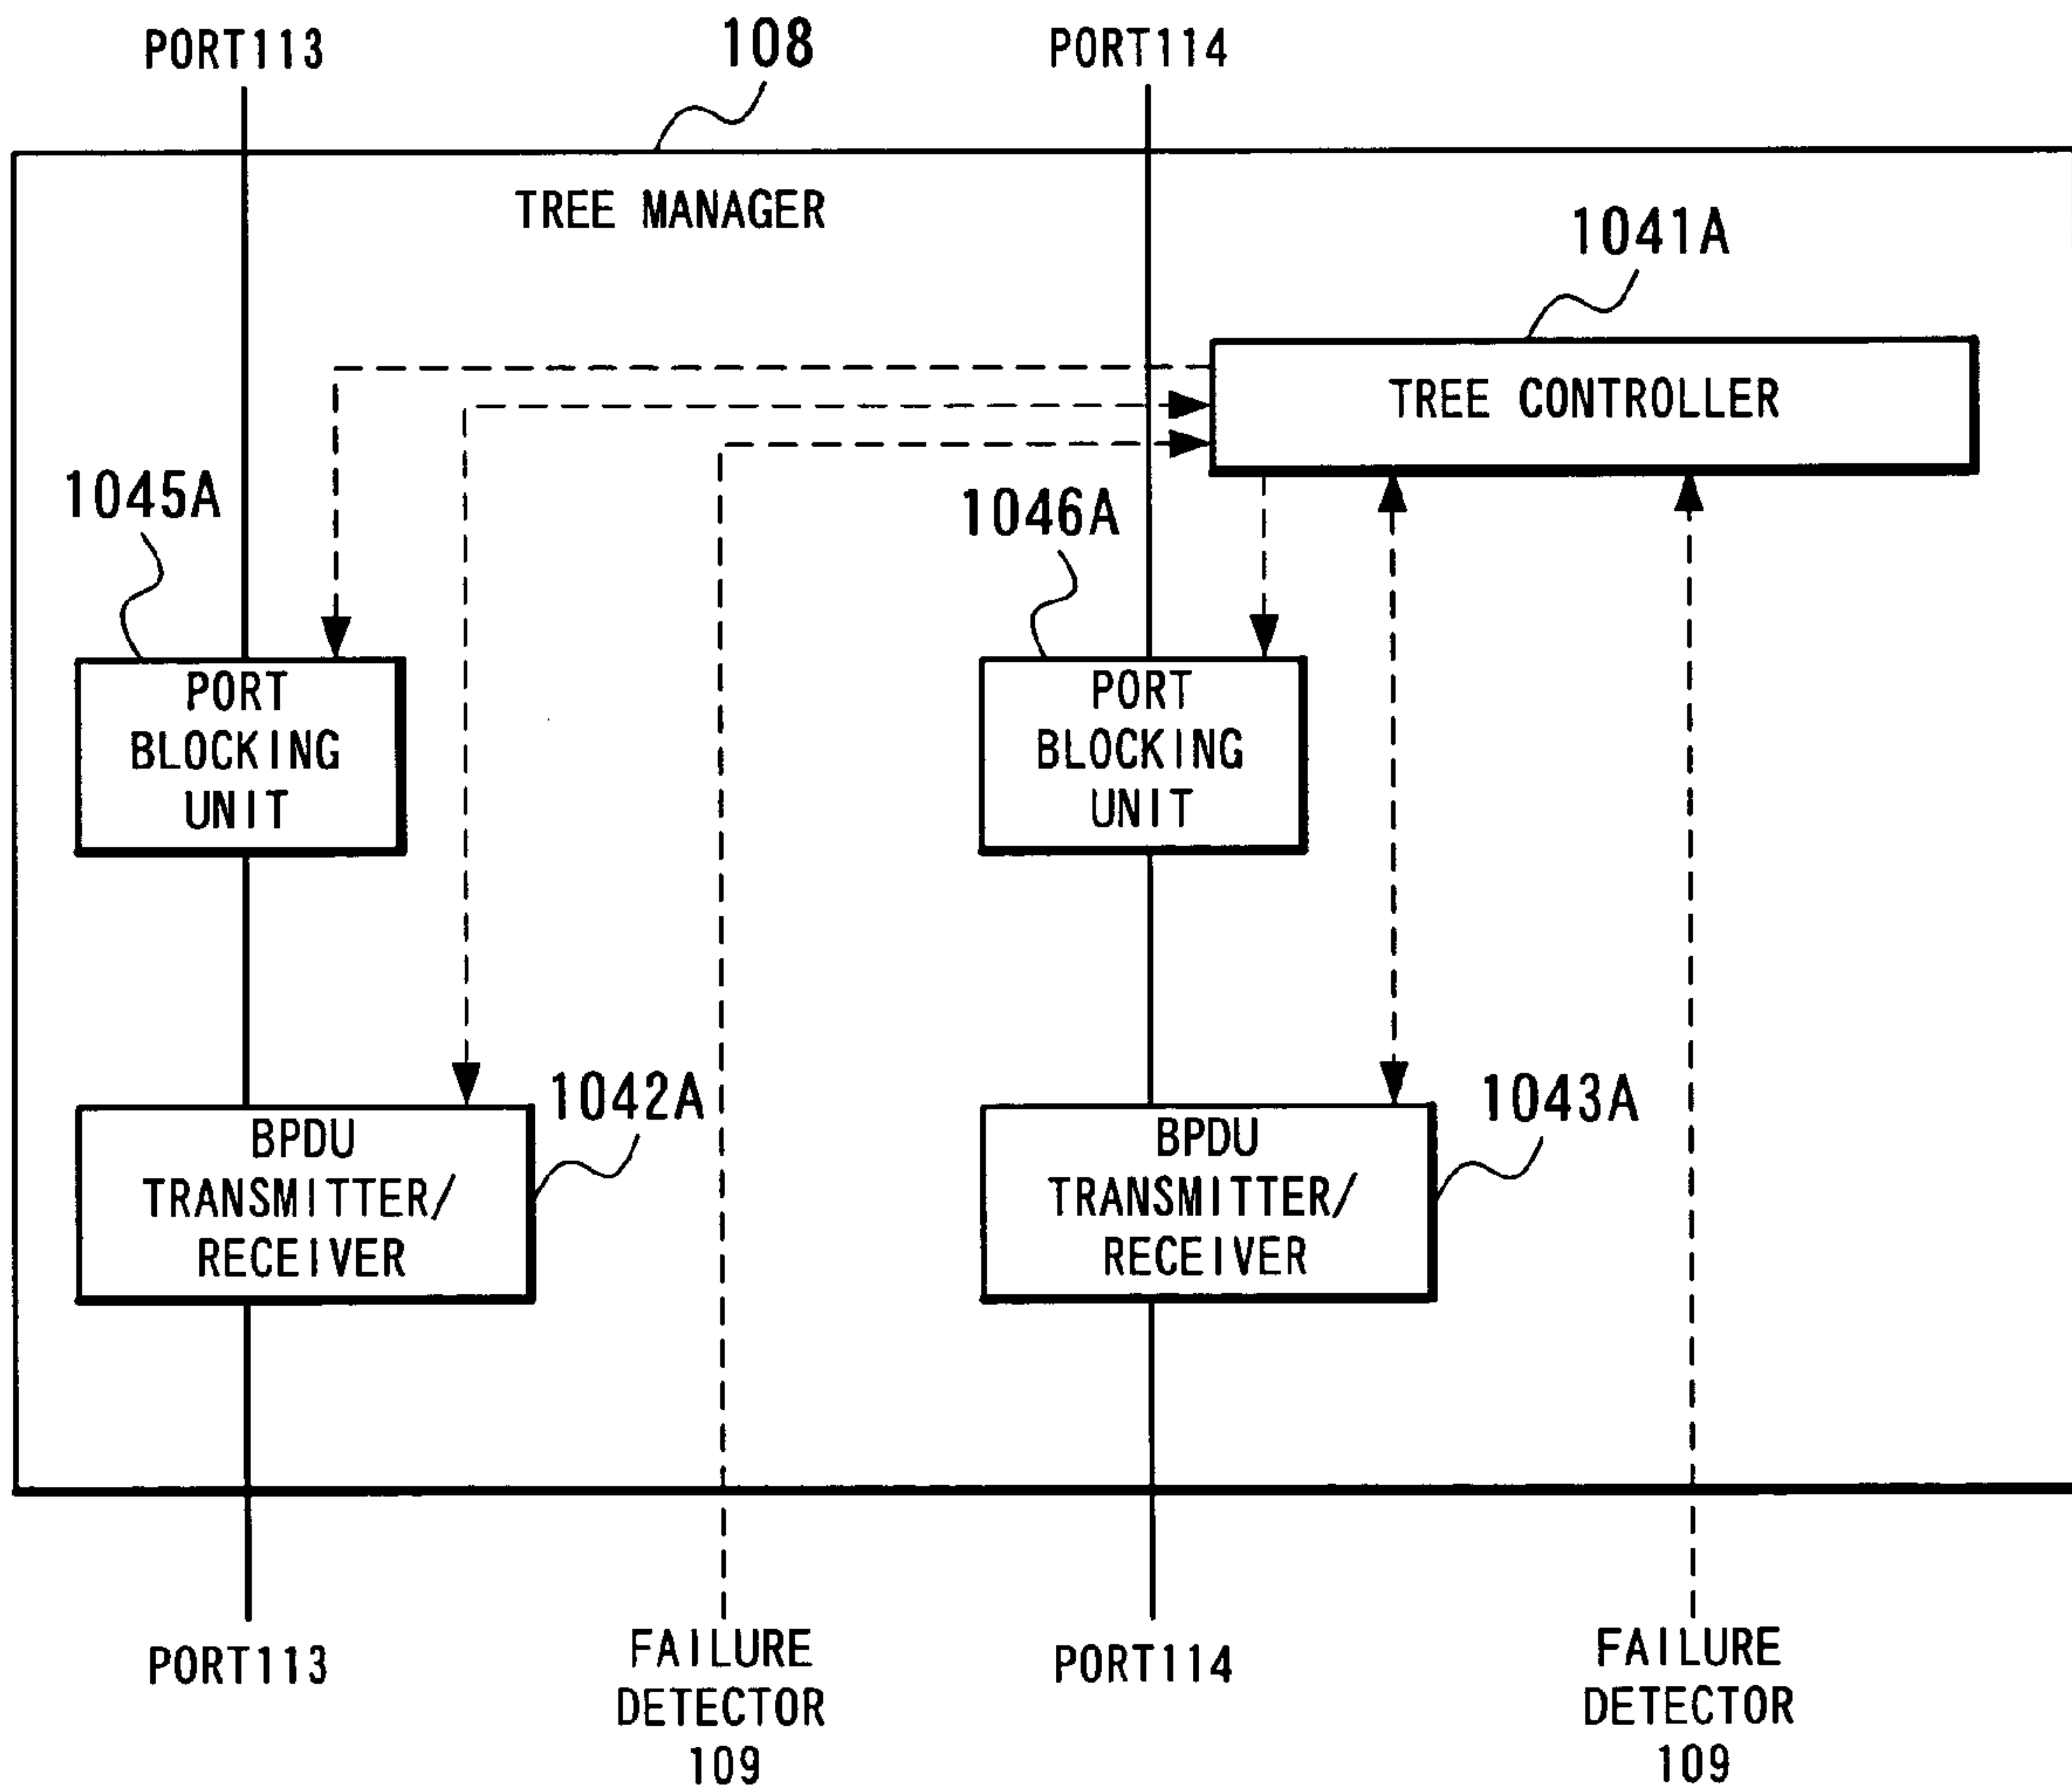 PORT113
108
PORT114
TREE MANAGER
1041A
TREE CONTROLLER
1045A
1046A
PORT
BLOCKING
UNIT
PORT
BLOCKING
UNIT
1042A
1043A
BPDU
TRANSMITTER/
RECEIVER
BPDU
TRANSMITTER/
RECEIVER
PORT113
FAILURE
DETECTOR
109
PORT114
FAILURE
DETECTOR
109